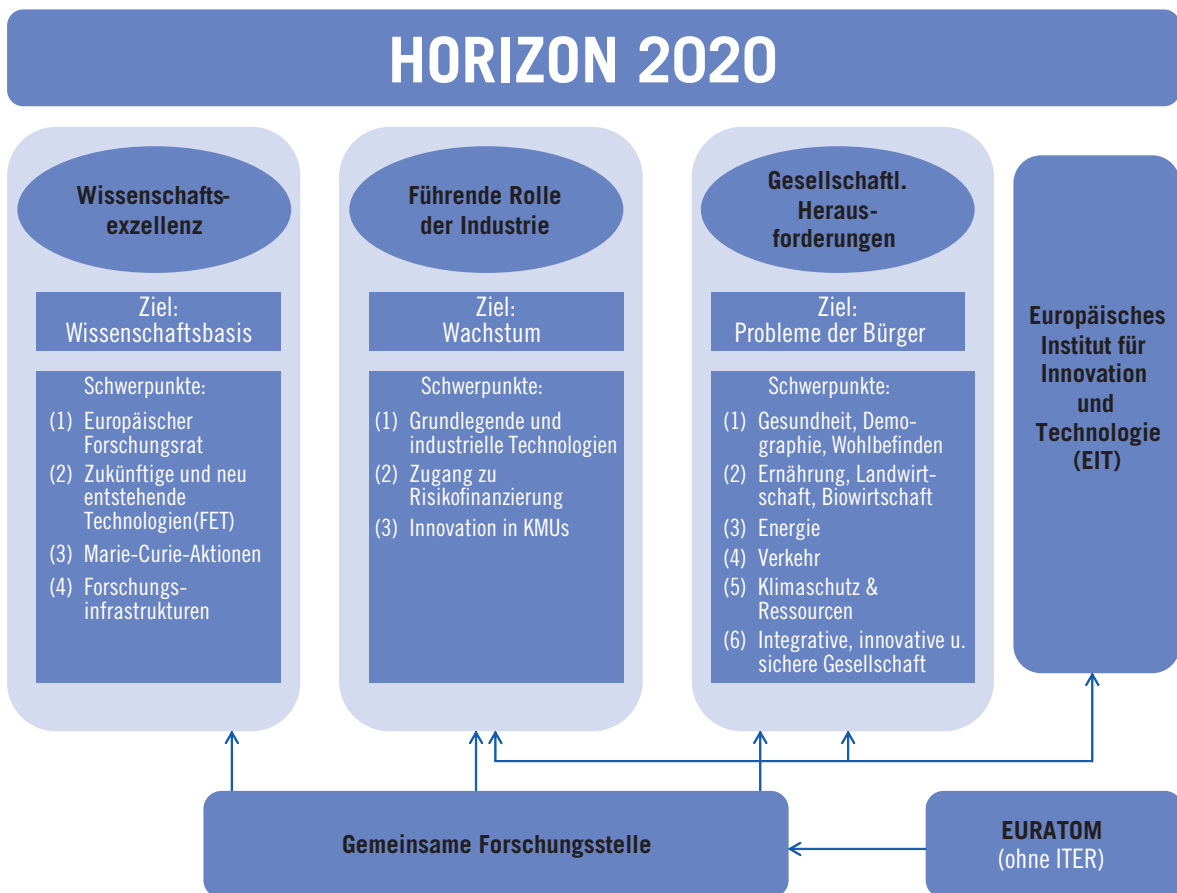 HORIZON 2020
Wissenschafts-
exzellenz
Ziel:
Wissenschaftsbasis
Schwerpunkte:
(1) Europäischer
Forschungsrat
(2) Zukünftige und neu
entstehende
Technologien(FET)
(3) Marie-Curie-Aktionen
(4) Forschungs-
infrastrukturen
Führende Rolle
der Industrie
Ziel:
Wachstum
Schwerpunkte:
(1) Grundlegende und
industrielle Technologien
(2) Zugang zu
Risikofinanzierung
(3) Innovation in KMUs
Gesellschaftl.
Heraus-
forderungen
Ziel:
Probleme der Bürger
Schwerpunkte:
(1) Gesundheit, Demo-
graphie, Wohlbefinden
(2) Ernährung, Landwirt-
schaft, Biowirtschaft
(3) Energie
(4) Verkehr
(5) Klimaschutz &
Ressourcen
(6) Integrative, innovative u.
sichere Gesellschaft
Europäisches
Institut für
Innovation
und
Technologie
(EIT)
Gemeinsame Forschungsstelle
EURATOM
(ohne ITER)